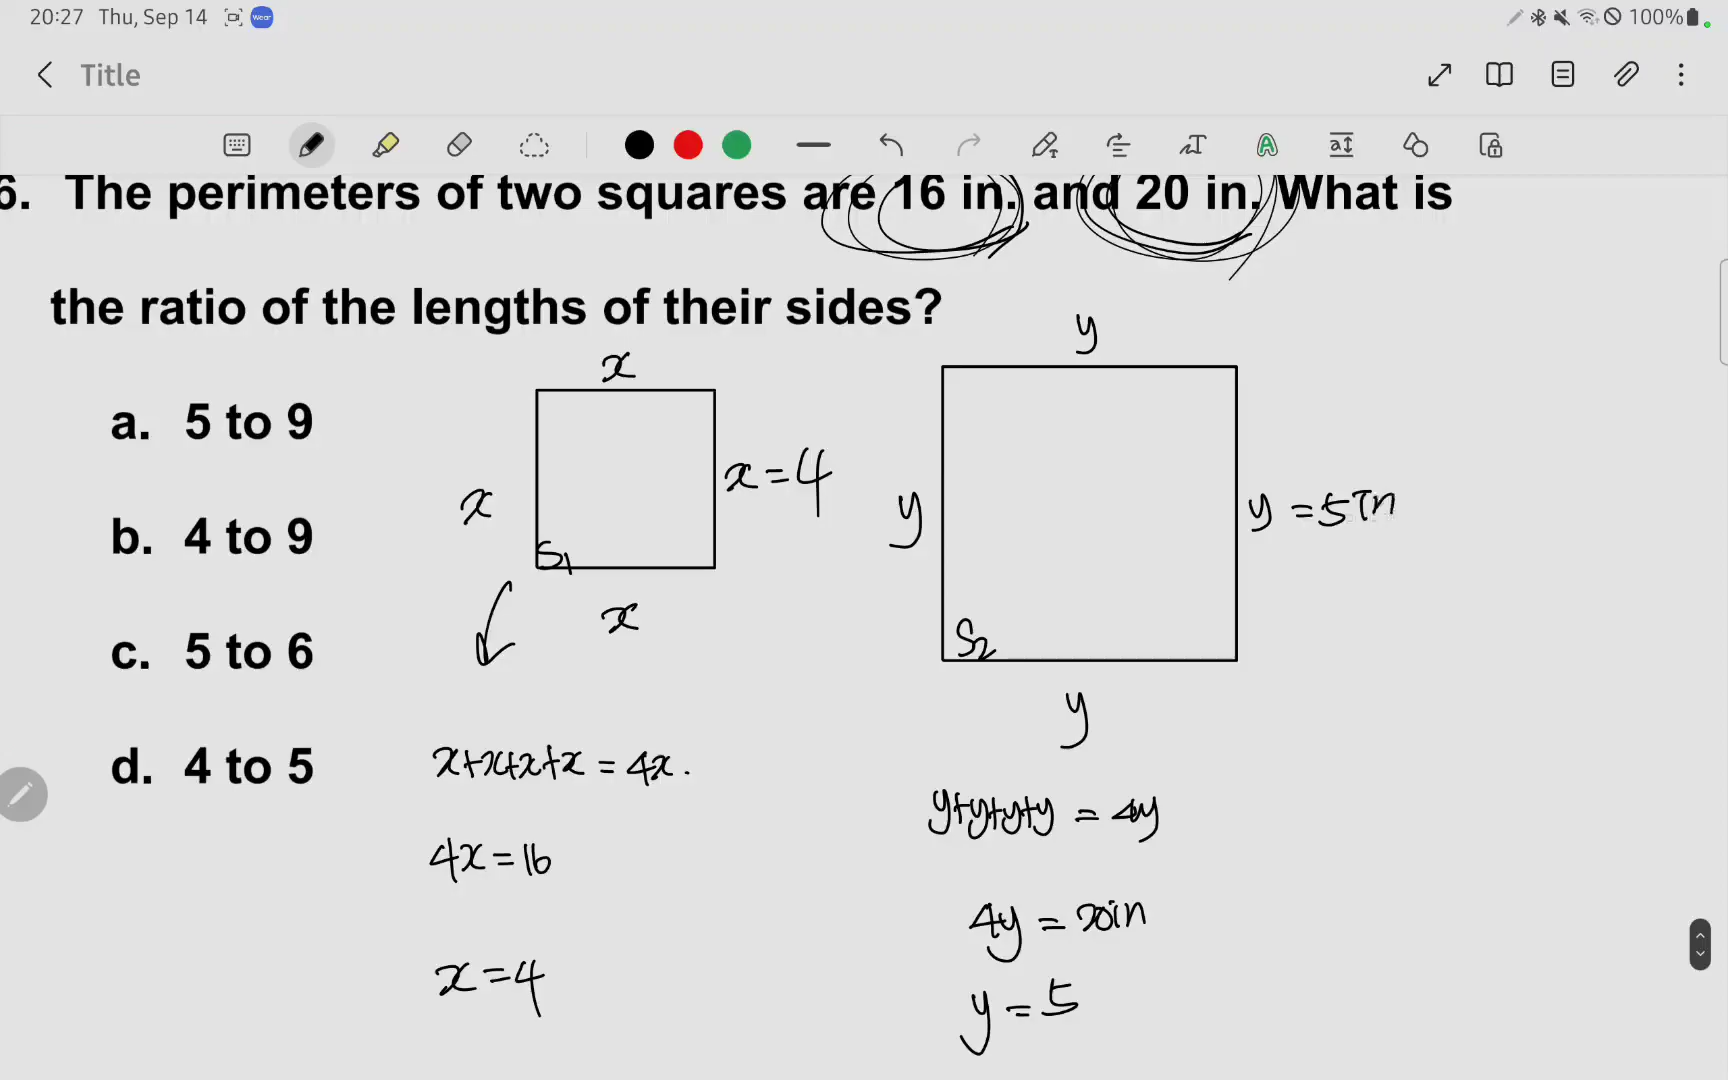 20:27 Thu, Sep 14 Wear 100%
Title
6. The perimeters of two squares are 16 in. and 20 in. What is
the ratio of the lengths of their sides?
a. 5 to 9
b. 4 to 9
c. 5 to 6
d. 4 to 5
x
x
x = 4
S1
x
x+x+x+x = 4x.
4x = 16
x = 4
y
y
y = 5in
S2
y
y+y+y+y = 4y
4y = 20in
y = 5